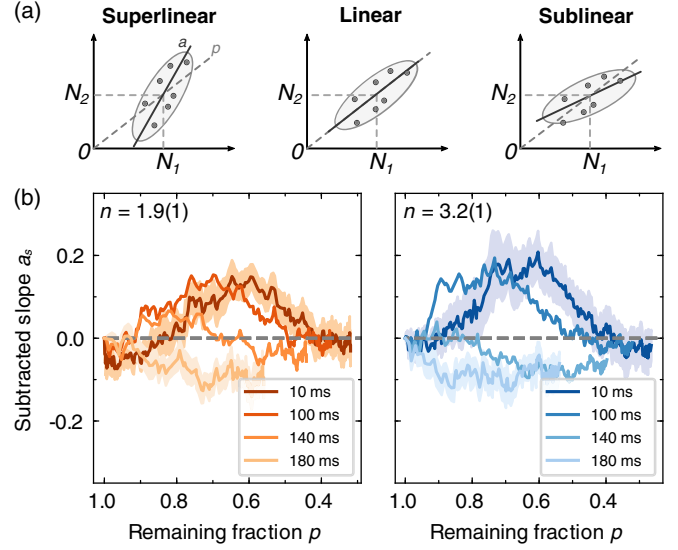 (a)
Superlinear
Linear
Sublinear
a
p
N2
0
N1
N2
0
N1
N2
0
N1
(b)
n = 1.9(1)
n = 3.2(1)
Subtracted slope as
0.2
0.0
-0.2
10 ms
100 ms
140 ms
180 ms
10 ms
100 ms
140 ms
180 ms
1.0 0.8 0.6 0.4
1.0 0.8 0.6 0.4
Remaining fraction p
Remaining fraction p